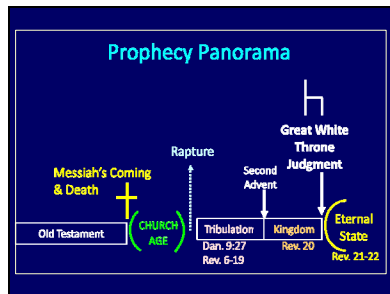 Prophecy Panorama
Great White
Throne
Judgment
Rapture
Second
Advent
Messiah's Coming
& Death
Old Testament
CHURCH
AGE
Tribulation
Kingdom
Eternal
State
Dan. 9:27
Rev. 6-19
Rev. 20
Rev. 21-22